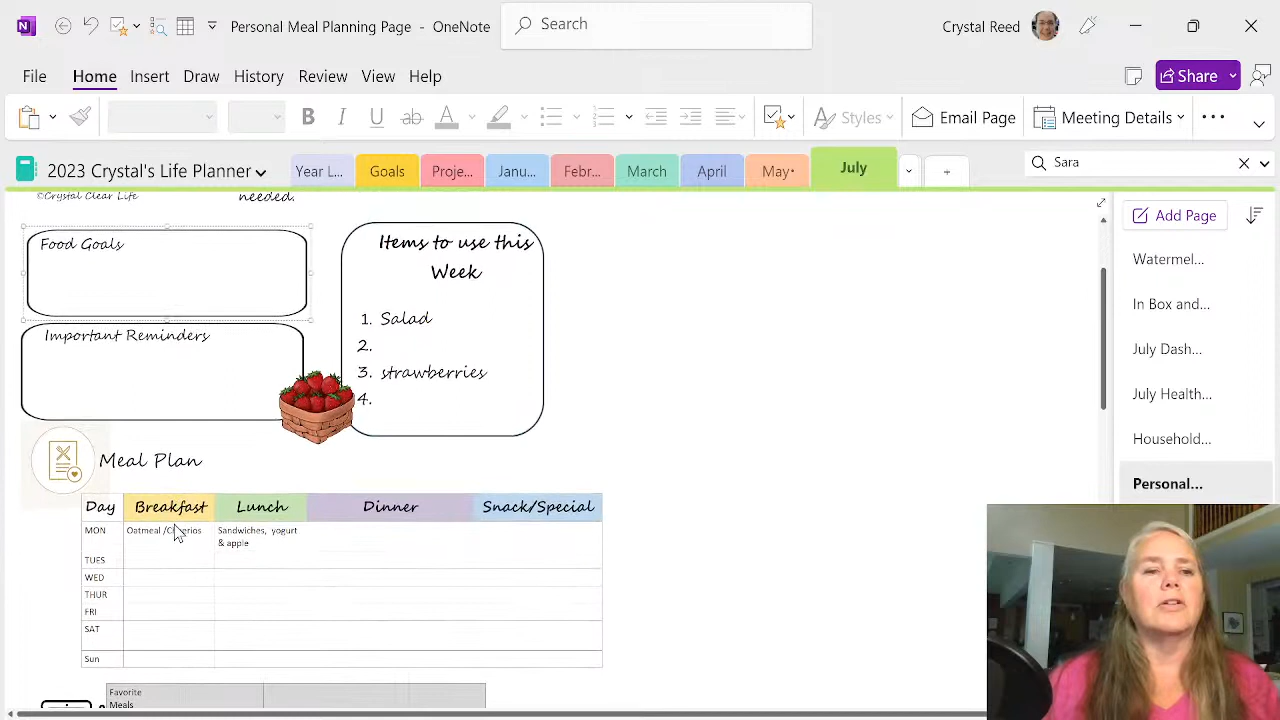 Personal Meal Planning Page - OneNote
Search
Crystal Reed
File Home Insert Draw History Review View Help
Share
B I U ab A
Styles
Email Page
Meeting Details
2023 Crystal's Life Planner
Year L... Goals Proje... Janu... Febr... March April May• July
+
Sara
©Crystal Clear Life
needed.
Add Page
Watermel...
In Box and...
July Dash...
July Health...
Household...
Personal...
Food Goals
Important Reminders
Items to use this
Week
1. Salad
2.
3. strawberries
4.
Meal Plan
Day Breakfast Lunch Dinner Snack/Special
MON Oatmeal / Sandwiches, yogurt
& apple
TUES
WED
THUR
FRI
SAT
Sun
Favorite
Meals